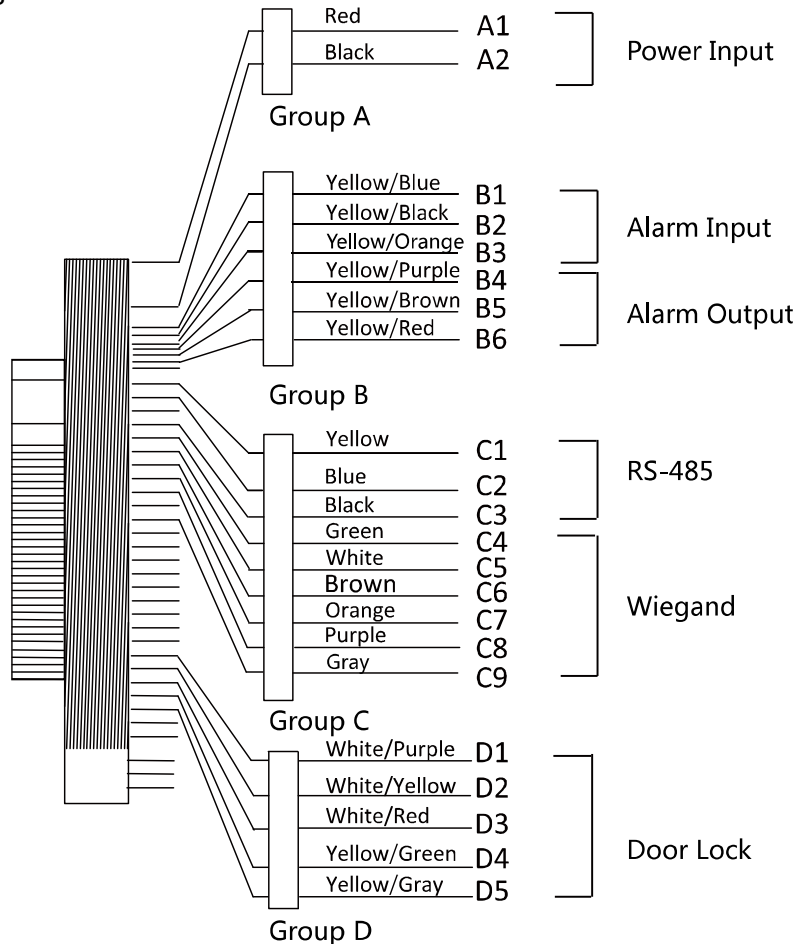 Red A1
Black A2
Power Input
Group A
Yellow/Blue B1
Yellow/Black B2
Yellow/Orange B3
Alarm Input
Yellow/Purple B4
Yellow/Brown B5
Yellow/Red B6
Alarm Output
Group B
Yellow C1
Blue C2
Black C3
RS-485
Green C4
White C5
Brown C6
Orange C7
Purple C8
Gray C9
Wiegand
Group C
White/Purple D1
White/Yellow D2
White/Red D3
Yellow/Green D4
Yellow/Gray D5
Door Lock
Group D